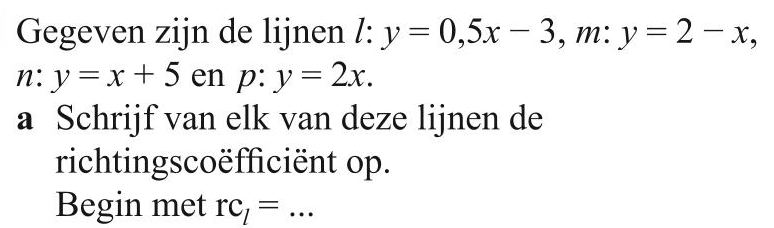 Gegeven zijn de lijnen l: y = 0,5x − 3, m: y = 2 − x,
n: y = x + 5 en p: y = 2x.
a Schrijf van elk van deze lijnen de
richtingscoëfficiënt op.
Begin met rcₗ = ...